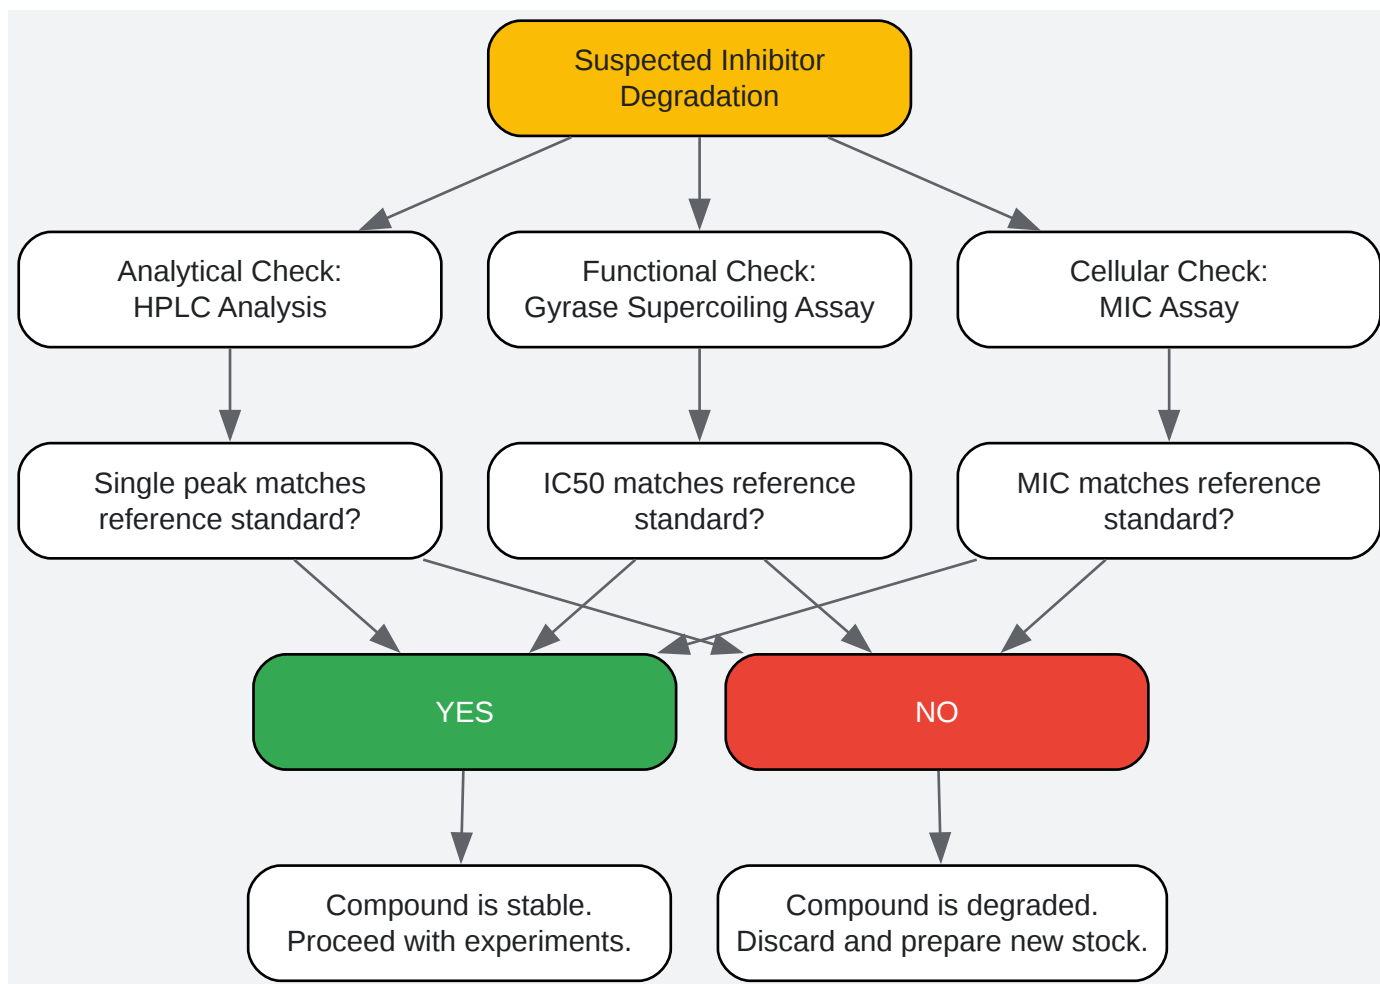 Suspected Inhibitor
Degradation
Analytical Check:
HPLC Analysis
Functional Check:
Gyrase Supercoiling Assay
Cellular Check:
MIC Assay
Single peak matches
reference standard?
IC50 matches reference
standard?
MIC matches reference
standard?
YES
NO
Compound is stable.
Proceed with experiments.
Compound is degraded.
Discard and prepare new stock.